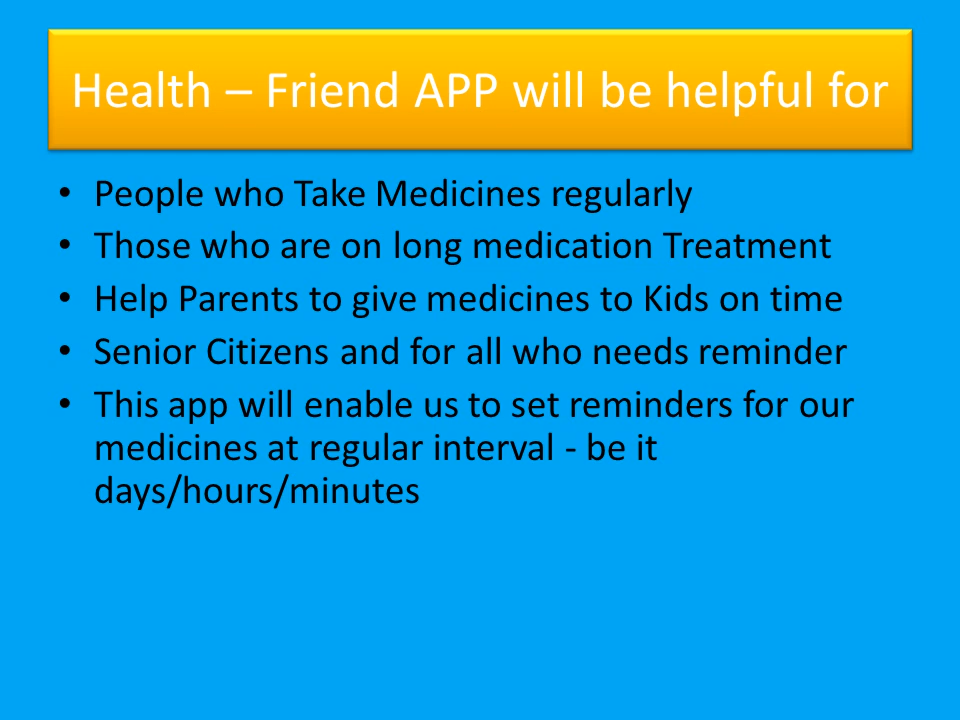 Health – Friend APP will be helpful for
• People who Take Medicines regularly
• Those who are on long medication Treatment
• Help Parents to give medicines to Kids on time
• Senior Citizens and for all who needs reminder
• This app will enable us to set reminders for our
medicines at regular interval - be it
days/hours/minutes